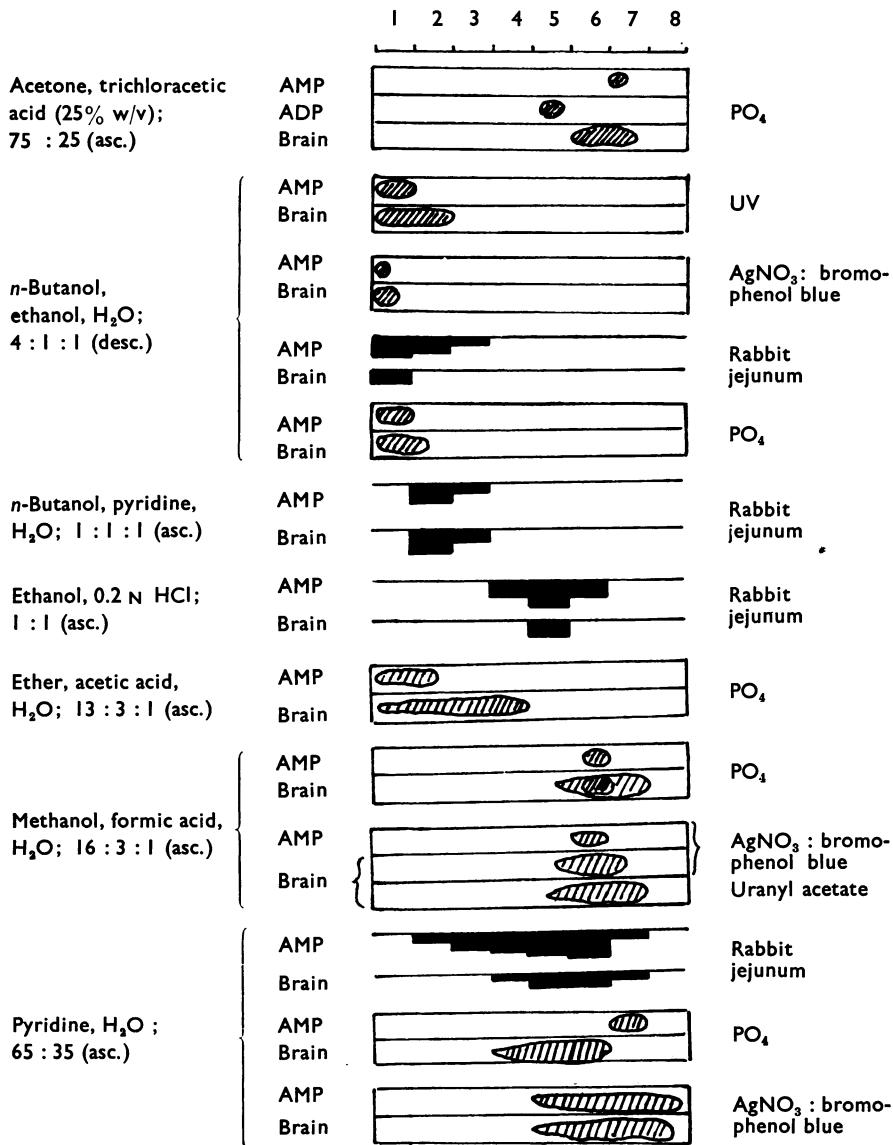 1 2 3 4 5 6 7 8
Acetone, trichloracetic
acid (25% w/v);
75 : 25 (asc.)
AMP
ADP
Brain
PO₄
n-Butanol,
ethanol, H₂O;
4 : 1 : 1 (desc.)
AMP
Brain
UV
AMP
Brain
AgNO₃: bromo-
phenol blue
AMP
Brain
Rabbit
jejunum
AMP
Brain
PO₄
n-Butanol, pyridine,
H₂O; 1 : 1 : 1 (asc.)
AMP
Brain
Rabbit
jejunum
Ethanol, 0.2 N HCl;
1 : 1 (asc.)
AMP
Brain
Rabbit
jejunum
Ether, acetic acid,
H₂O; 13 : 3 : 1 (asc.)
AMP
Brain
PO₄
Methanol, formic acid,
H₂O; 16 : 3 : 1 (asc.)
AMP
Brain
PO₄
AMP
Brain
AgNO₃ : bromo-
phenol blue
Uranyl acetate
Pyridine, H₂O ;
65 : 35 (asc.)
AMP
Brain
Rabbit
jejunum
AMP
Brain
PO₄
AMP
Brain
AgNO₃ : bromo-
phenol blue